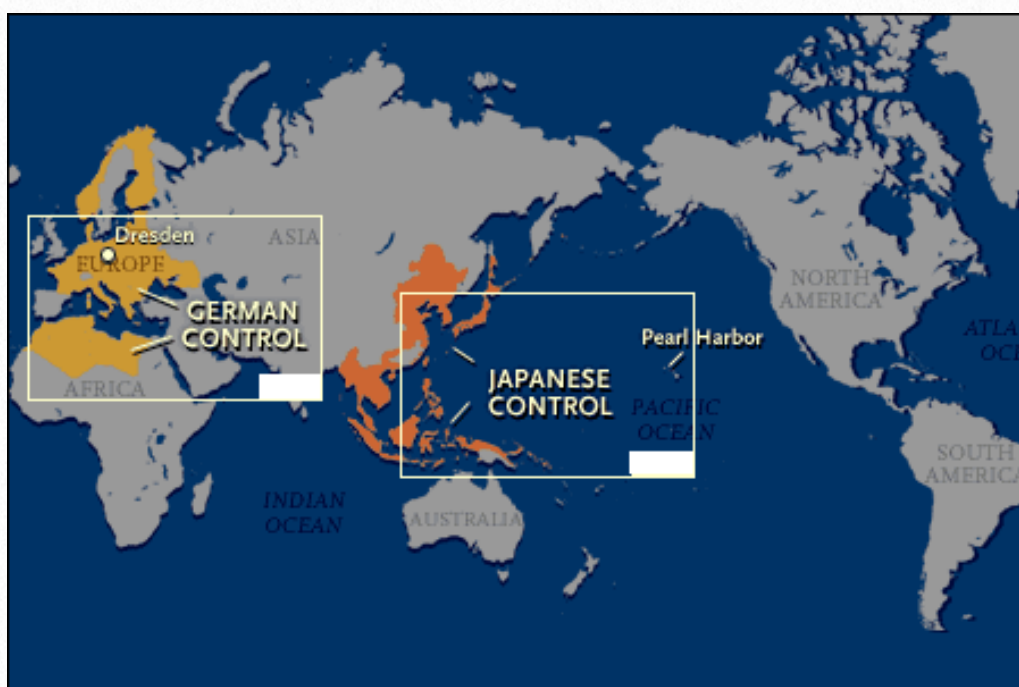 Dresden
ASIA
EUROPE
GERMAN
CONTROL
AFRICA
NORTH
AMERICA
Pearl Harbor
JAPANESE
CONTROL
PACIFIC
OCEAN
INDIAN
OCEAN
AUSTRALIA
SOUTH
AMERICA